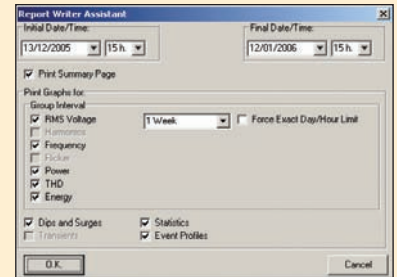 Report Writer Assistant
Initial Date/Time:
Final Date/Time:
13/12/2005 15 h.
12/01/2006 15 h.
Print Summary Page
Print Graphs for:
Group Interval
RMS Voltage 1 Week Force Exact Day/Hour Limit
Harmonics
Frequency
Flicker
Power
THD
Energy
Dips and Surges Statistics
Transients Event Profiles
O.K. Cancel